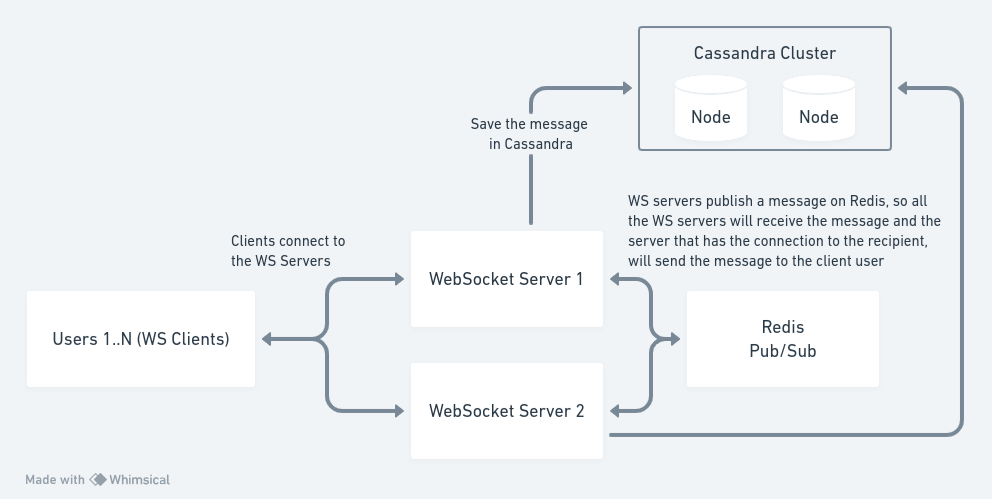 Cassandra Cluster
Node
Node
Save the message
in Cassandra
WS servers publish a message on Redis, so all
the WS servers will receive the message and the
server that has the connection to the recipient,
will send the message to the client user
Clients connect to
the WS Servers
WebSocket Server 1
Users 1..N (WS Clients)
Redis
Pub/Sub
WebSocket Server 2
Made with Whimsical